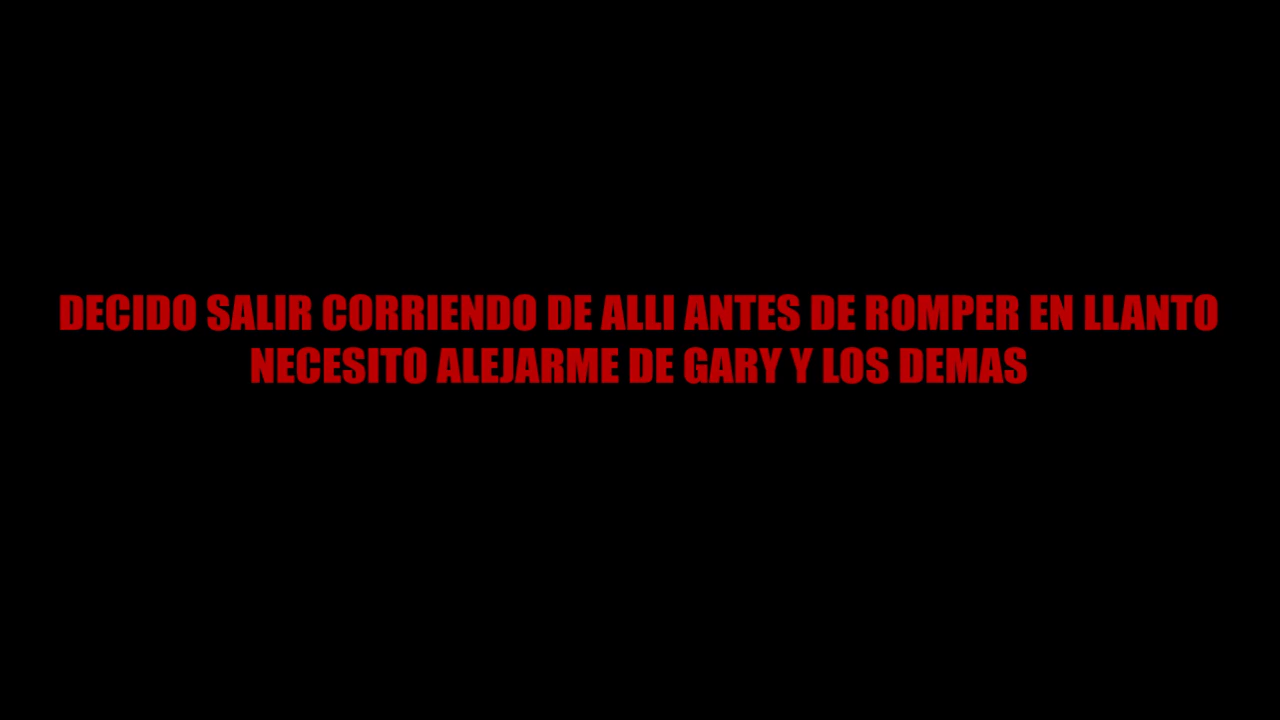 DECIDO SALIR CORRIENDO DE ALLI ANTES DE ROMPER EN LLANTO
NECESITO ALEJARME DE GARY Y LOS DEMAS